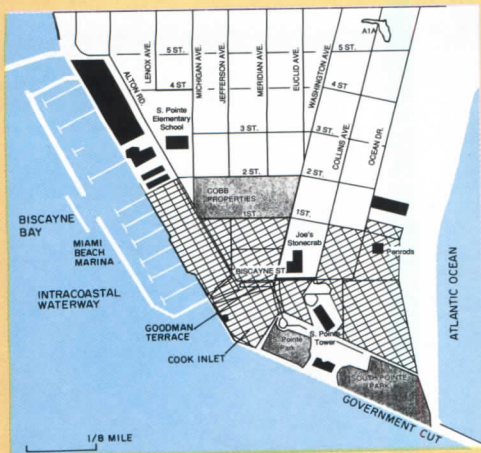 A1A
5 ST.
5 ST.
4 ST
4 ST
3 ST.
3 ST.
2 ST.
2 ST
1ST.
1ST.
ALTON RD.
LENOX AVE.
MICHIGAN AVE.
JEFFERSON AVE.
MERIDIAN AVE.
EUCLID AVE.
WASHINGTON AVE.
COLLINS AVE.
OCEAN DR.
S. Pointe
Elementary
School
COBB
PROPERTIES
Joe's
Stonecrab
Penrods
BISCAYNE ST.
BISCAYNE
BAY
MIAMI
BEACH
MARINA
INTRACOASTAL
WATERWAY
GOODMAN
TERRACE
COOK INLET
S. Pointe
Tower
Pointe
Park
SOUTH POINTE
PARK
GOVERNMENT CUT
ATLANTIC OCEAN
1/8 MILE